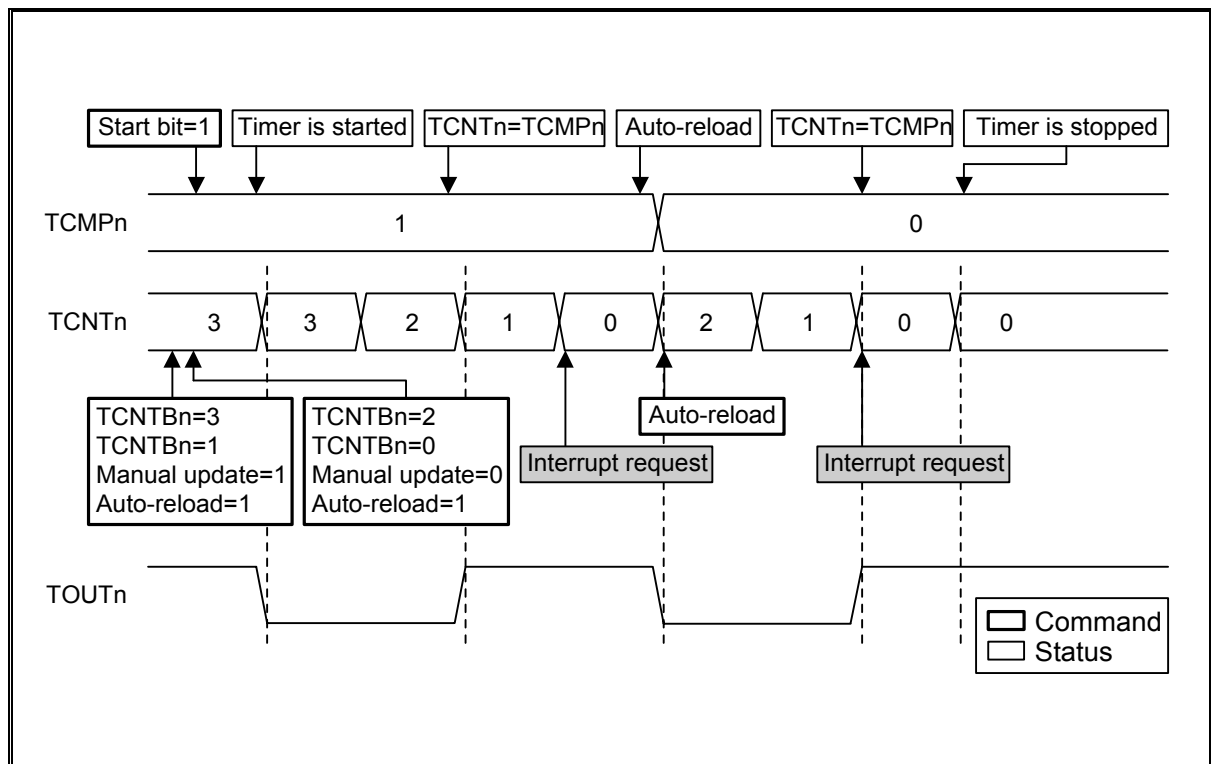 Start bit=1
Timer is started
TCNTn=TCMPn
Auto-reload
TCNTn=TCMPn
Timer is stopped
TCMPn
1
0
TCNTn
3
3
2
1
0
2
1
0
0
TCNTBn=3
TCNTBn=1
Manual update=1
Auto-reload=1
TCNTBn=2
TCNTBn=0
Manual update=0
Auto-reload=1
Interrupt request
Auto-reload
Interrupt request
TOUTn
Command
Status